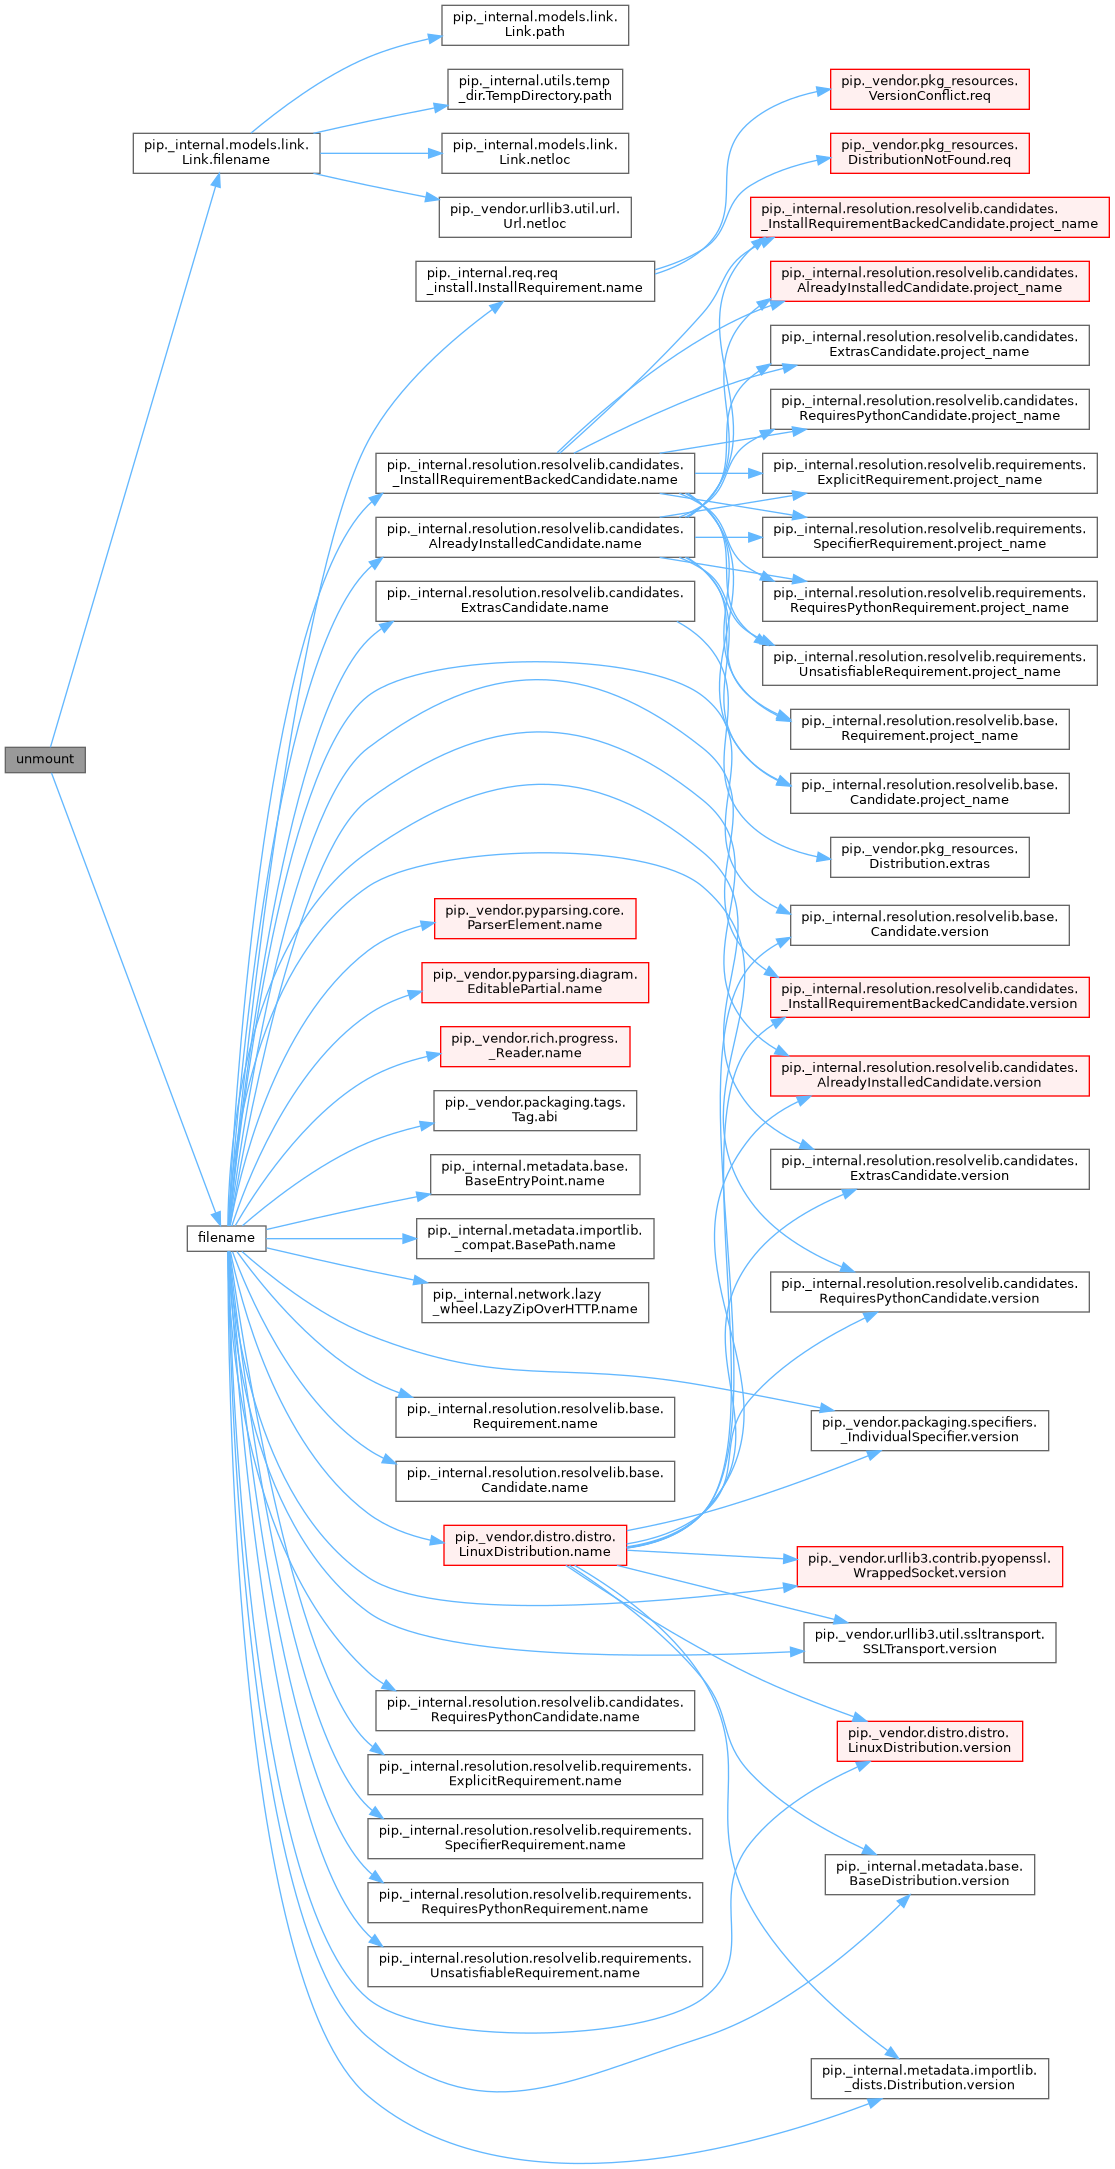 pip._internal.models.link.
Link.path
pip._internal.utils.temp
_dir.TempDirectory.path
pip._vendor.pkg_resources.
VersionConflict.req
pip._internal.models.link.
Link.filename
pip._internal.models.link.
Link.netloc
pip._vendor.pkg_resources.
DistributionNotFound.req
pip._vendor.urllib3.util.url.
Url.netloc
pip._internal.resolution.resolvelib.candidates.
_InstallRequirementBackedCandidate.project_name
pip._internal.req.req
_install.InstallRequirement.name
pip._internal.resolution.resolvelib.candidates.
AlreadyInstalledCandidate.project_name
pip._internal.resolution.resolvelib.candidates.
ExtrasCandidate.project_name
pip._internal.resolution.resolvelib.candidates.
RequiresPythonCandidate.project_name
pip._internal.resolution.resolvelib.candidates.
_InstallRequirementBackedCandidate.name
pip._internal.resolution.resolvelib.requirements.
ExplicitRequirement.project_name
pip._internal.resolution.resolvelib.candidates.
AlreadyInstalledCandidate.name
pip._internal.resolution.resolvelib.requirements.
SpecifierRequirement.project_name
pip._internal.resolution.resolvelib.candidates.
ExtrasCandidate.name
pip._internal.resolution.resolvelib.requirements.
RequiresPythonRequirement.project_name
pip._internal.resolution.resolvelib.requirements.
UnsatisfiableRequirement.project_name
pip._internal.resolution.resolvelib.base.
Requirement.project_name
unmount
pip._internal.resolution.resolvelib.base.
Candidate.project_name
pip._vendor.pkg_resources.
Distribution.extras
pip._vendor.pyparsing.core.
ParserElement.name
pip._internal.resolution.resolvelib.base.
Candidate.version
pip._vendor.pyparsing.diagram.
EditablePartial.name
pip._internal.resolution.resolvelib.candidates.
_InstallRequirementBackedCandidate.version
pip._vendor.rich.progress.
_Reader.name
pip._internal.resolution.resolvelib.candidates.
AlreadyInstalledCandidate.version
pip._vendor.packaging.tags.
Tag.abi
pip._internal.metadata.base.
BaseEntryPoint.name
pip._internal.resolution.resolvelib.candidates.
ExtrasCandidate.version
filename
pip._internal.metadata.importlib.
_compat.BasePath.name
pip._internal.network.lazy
_wheel.LazyZipOverHTTP.name
pip._internal.resolution.resolvelib.candidates.
RequiresPythonCandidate.version
pip._internal.resolution.resolvelib.base.
Requirement.name
pip._vendor.packaging.specifiers.
_IndividualSpecifier.version
pip._internal.resolution.resolvelib.base.
Candidate.name
pip._vendor.distro.distro.
LinuxDistribution.name
pip._vendor.urllib3.contrib.pyopenssl.
WrappedSocket.version
pip._vendor.urllib3.util.ssltransport.
SSLTransport.version
pip._internal.resolution.resolvelib.candidates.
RequiresPythonCandidate.name
pip._vendor.distro.distro.
LinuxDistribution.version
pip._internal.resolution.resolvelib.requirements.
ExplicitRequirement.name
pip._internal.resolution.resolvelib.requirements.
SpecifierRequirement.name
pip._internal.metadata.base.
BaseDistribution.version
pip._internal.resolution.resolvelib.requirements.
RequiresPythonRequirement.name
pip._internal.resolution.resolvelib.requirements.
UnsatisfiableRequirement.name
pip._internal.metadata.importlib.
_dists.Distribution.version